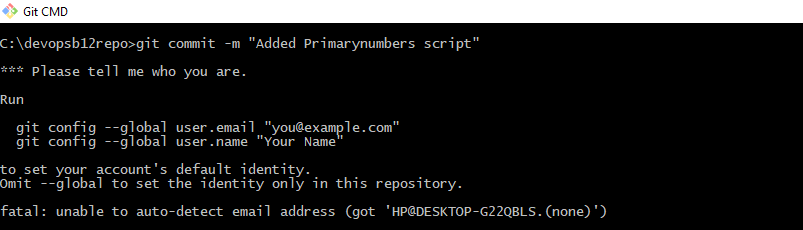 Git CMD
C:\devopsb12repo>git commit -m "Added Primarynumbers script"
*** Please tell me who you are.
Run
git config --global user.email "you@example.com"
git config --global user.name "Your Name"
to set your account's default identity.
Omit --global to set the identity only in this repository.
fatal: unable to auto-detect email address (got 'HP@DESKTOP-G22QBLS.(none)')